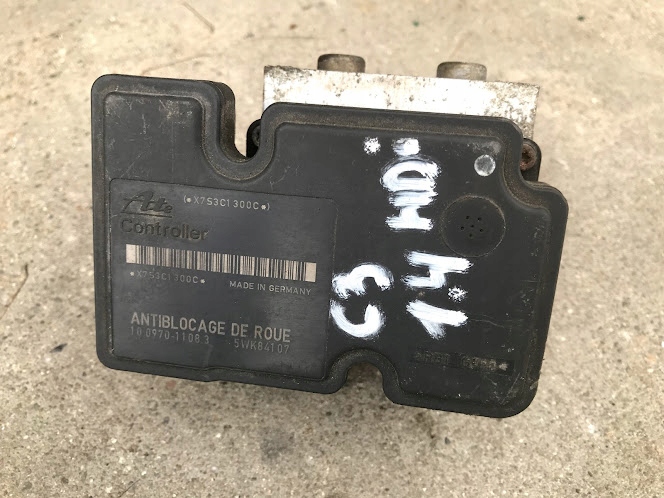 (*X7S3C1300C*)
Ate
Controller
*X7S3C1300C*
MADE IN GERMANY
ANTIBLOCAGE DE ROUE
10.0970-1108.3 5WK84107
C3
1.4 HDi